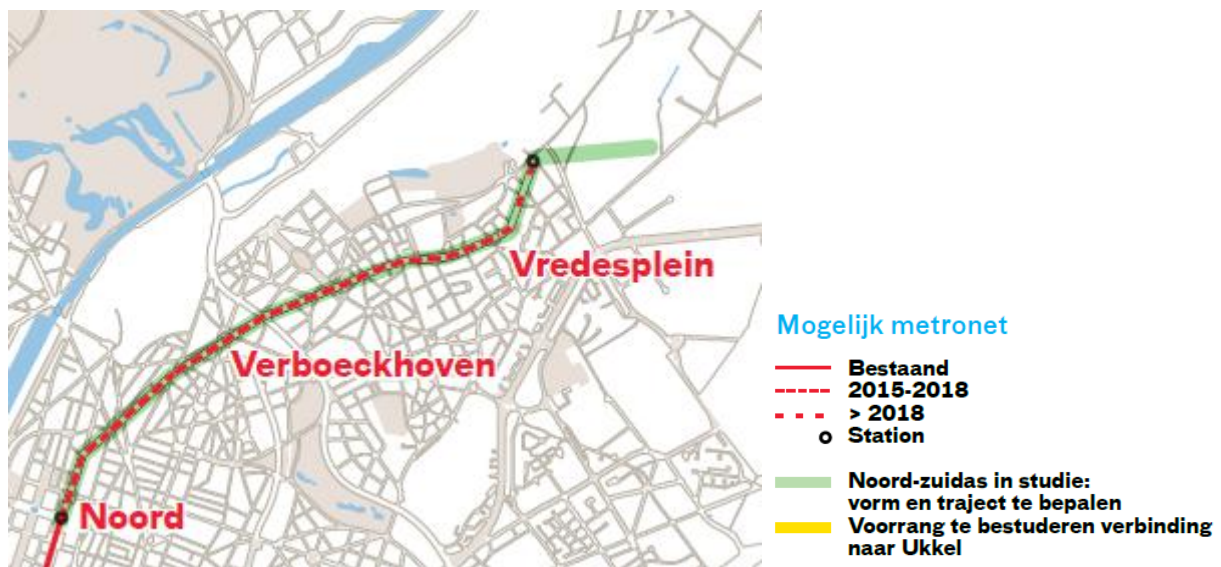 Vredesplein
Verboeckhoven
Noord
Mogelijk metronet
Bestaand
2015-2018
> 2018
Station
Noord-zuidas in studie:
vorm en traject te bepalen
Voorrang te bestuderen verbinding
naar Ukkel